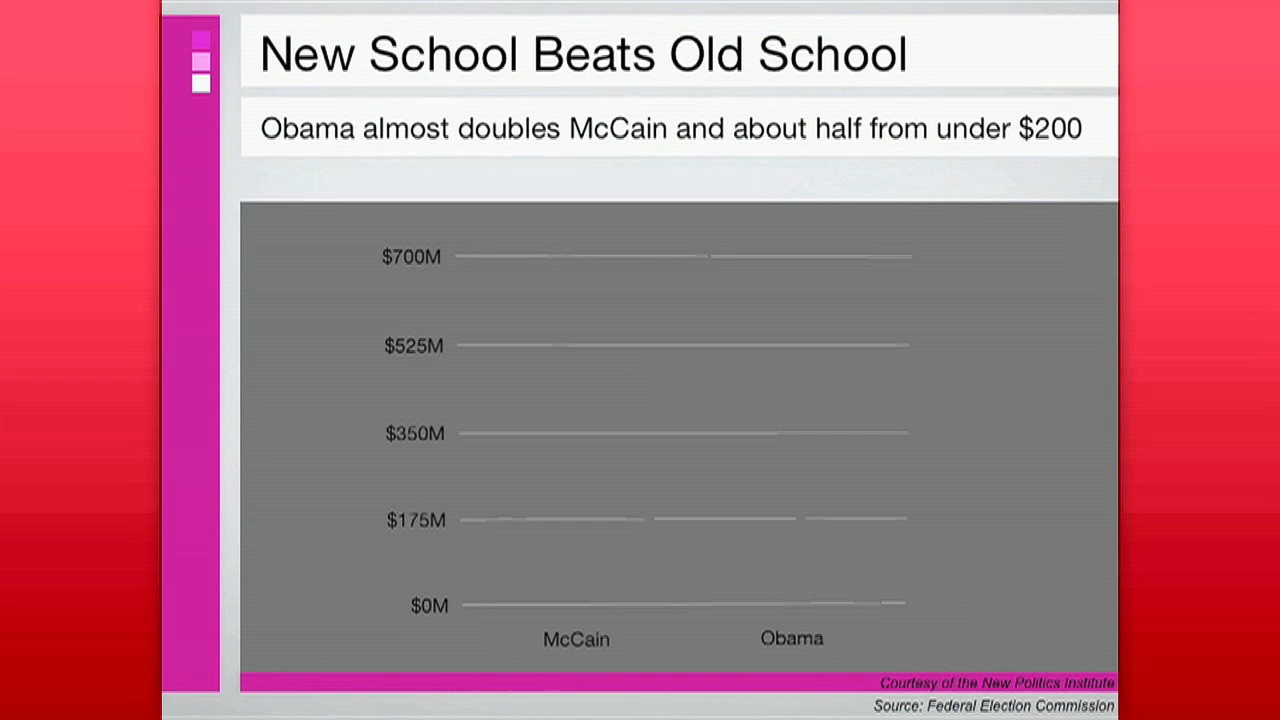 New School Beats Old School
Obama almost doubles McCain and about half from under $200
$700M
$525M
$350M
$175M
$0M
McCain Obama
Courtesy of the New Politics Institute
Source: Federal Election Commission